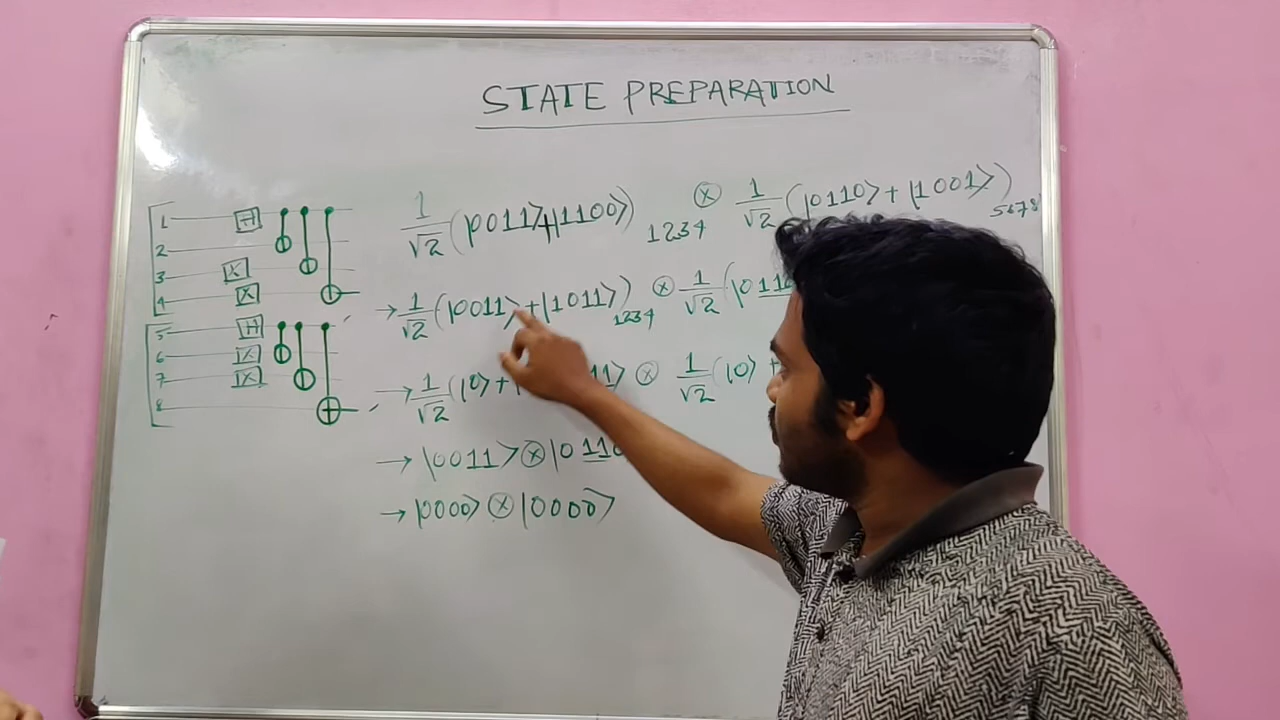 STATE PREPARATION
1 H 1/√2 (|0011⟩+|1100⟩) 1234 ⊗ 1/√2 (|0110⟩ + |1001⟩) 5678
2
3 X
4 X → 1/√2 (|0011⟩+|1011⟩) 1234 ⊗ 1/√2 (|0110
5 H
6 X
7 X → 1/√2 (|0⟩ + 11⟩ ⊗ 1/√2 (|0⟩ +
8
→ |0011⟩ ⊗ |0110
→ |0000⟩ ⊗ |0000⟩